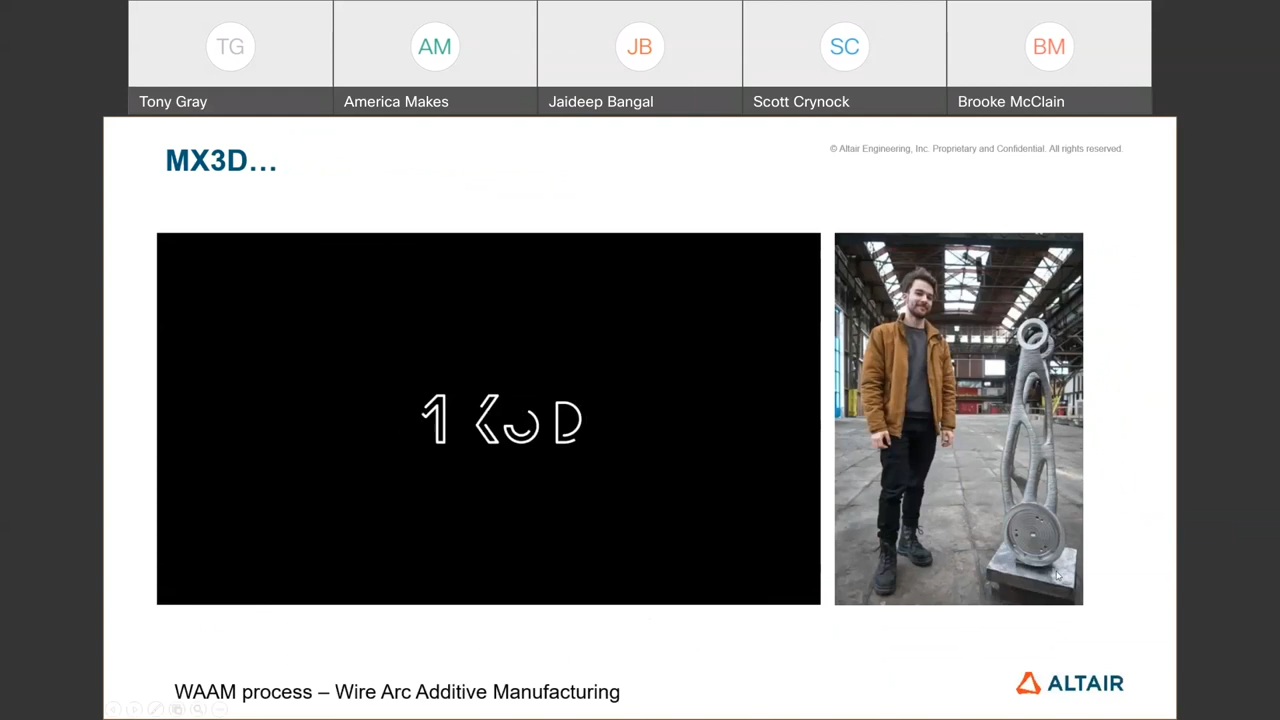 TG
AM
JB
SC
BM
Tony Gray
America Makes
Jaideep Bangal
Scott Crynock
Brooke McClain
MX3D...
© Altair Engineering, Inc. Proprietary and Confidential. All rights reserved.
WAAM process – Wire Arc Additive Manufacturing
ALTAIR